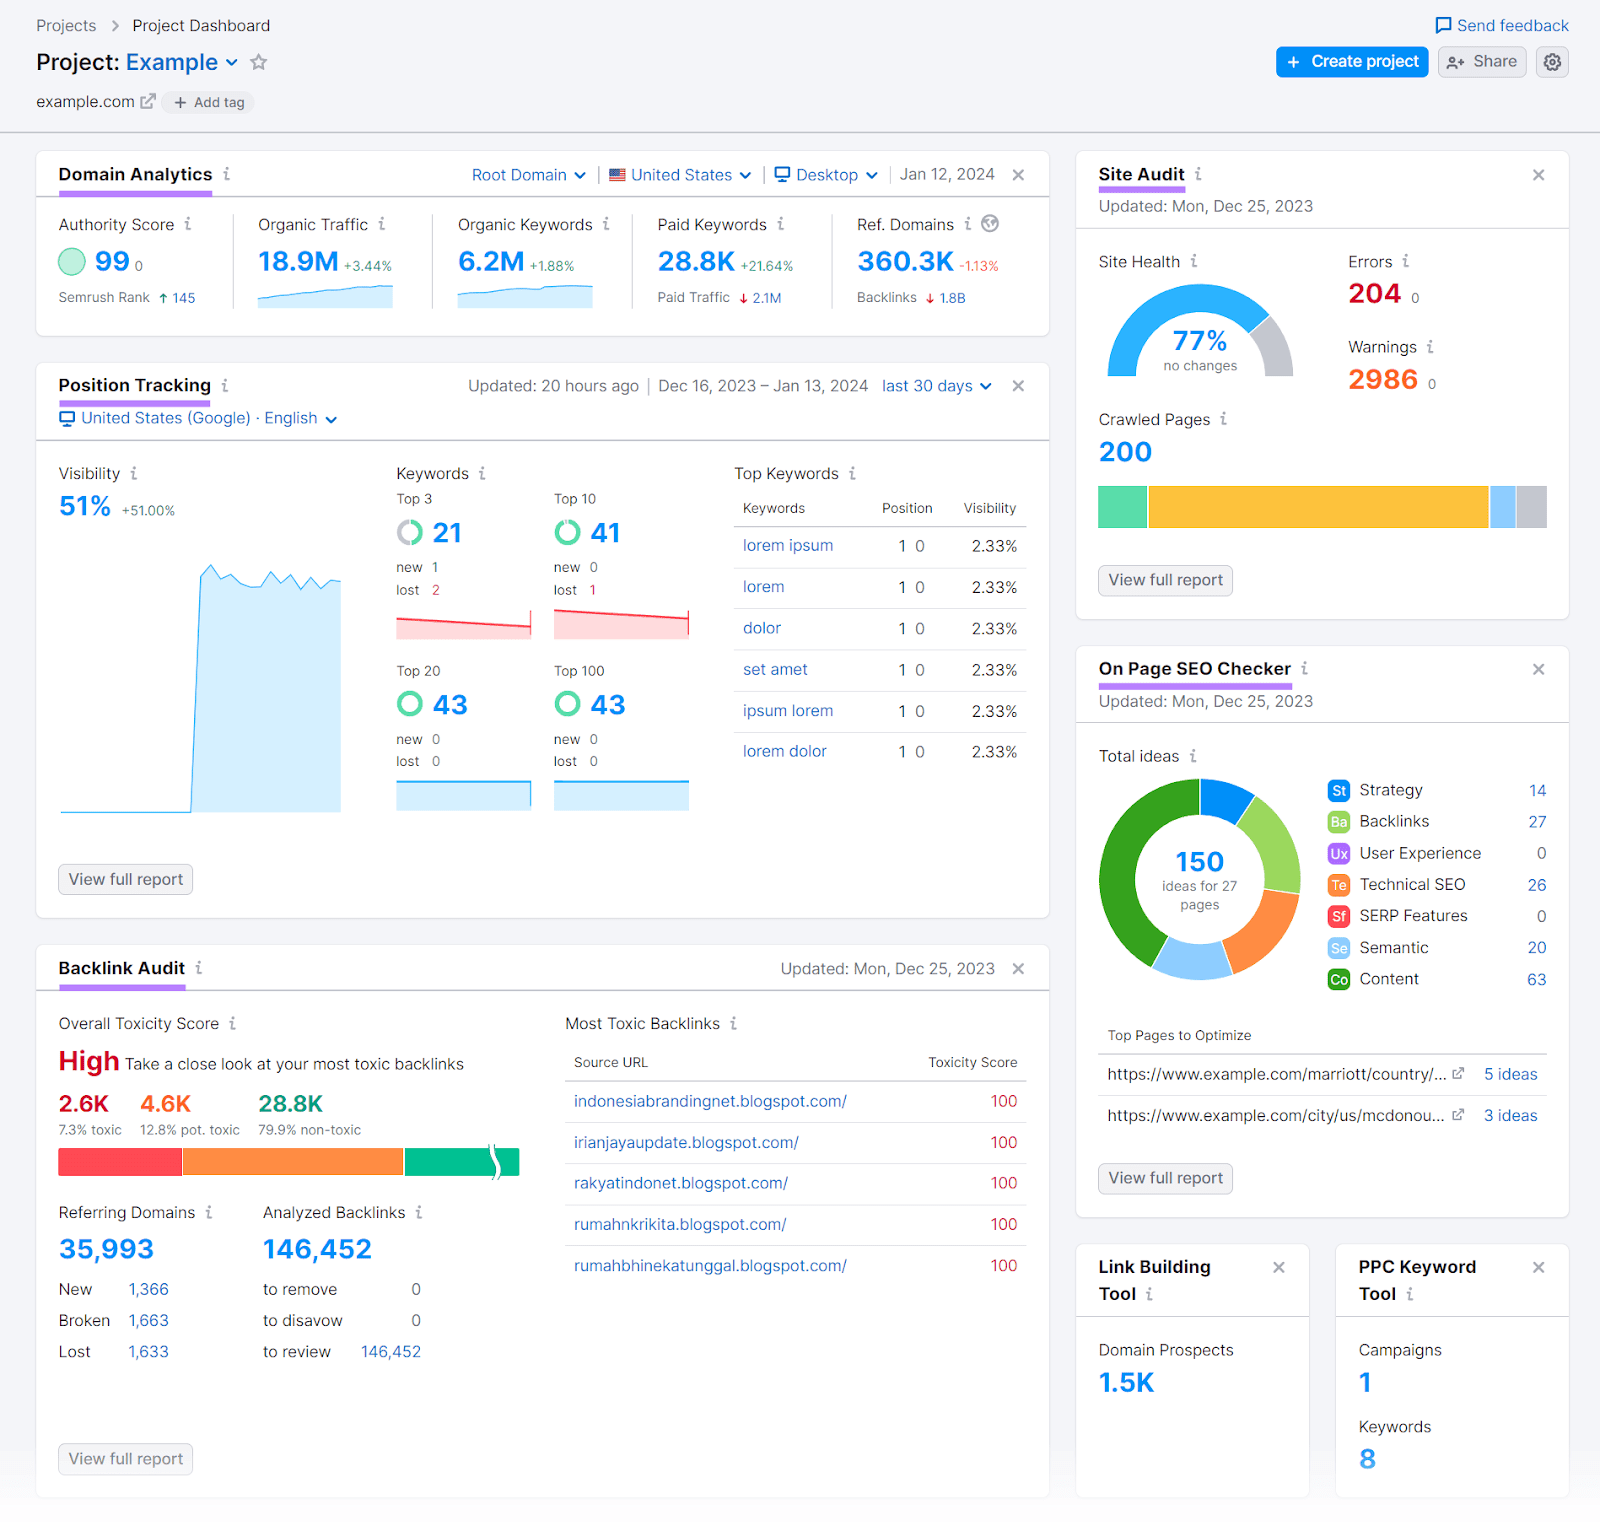 Projects > Project Dashboard
Send feedback
Project: Example
+ Create project
Share
example.com
+ Add tag
Domain Analytics i
Root Domain | United States | Desktop | Jan 12, 2024 ×
Authority Score i
99 0
Semrush Rank ↑ 145
Organic Traffic i
18.9M +3.44%
Organic Keywords i
6.2M +1.88%
Paid Keywords i
28.8K +21.64%
Paid Traffic ↓ 2.1M
Ref. Domains i
360.3K -1.13%
Backlinks ↓ 1.8B
Position Tracking i
Updated: 20 hours ago | Dec 16, 2023 – Jan 13, 2024 last 30 days ×
United States (Google) · English
Visibility i
51% +51.00%
Keywords i
Top 3
21
new 1
lost 2
Top 10
41
new 0
lost 1
Top 20
43
new 0
lost 0
Top 100
43
new 0
lost 0
Top Keywords i
Keywords Position Visibility
lorem ipsum 1 0 2.33%
lorem 1 0 2.33%
dolor 1 0 2.33%
set amet 1 0 2.33%
ipsum lorem 1 0 2.33%
lorem dolor 1 0 2.33%
View full report
Backlink Audit i
Updated: Mon, Dec 25, 2023 ×
Overall Toxicity Score i
High Take a close look at your most toxic backlinks
2.6K 4.6K 28.8K
7.3% toxic 12.8% pot. toxic 79.9% non-toxic
Referring Domains i
35,993
New 1,366
Broken 1,663
Lost 1,633
Analyzed Backlinks i
146,452
to remove 0
to disavow 0
to review 146,452
Most Toxic Backlinks i
Source URL Toxicity Score
indonesiabrandingnet.blogspot.com/ 100
irianjayaupdate.blogspot.com/ 100
rakyatindonet.blogspot.com/ 100
rumahnkrikita.blogspot.com/ 100
rumahbhinekatunggal.blogspot.com/ 100
View full report
Site Audit i ×
Updated: Mon, Dec 25, 2023
Site Health i
77%
no changes
Errors i
204 0
Warnings i
2986 0
Crawled Pages i
200
View full report
On Page SEO Checker i ×
Updated: Mon, Dec 25, 2023
Total ideas i
150
ideas for 27
pages
St Strategy 14
Ba Backlinks 27
Ux User Experience 0
Te Technical SEO 26
Sf SERP Features 0
Se Semantic 20
Co Content 63
Top Pages to Optimize
https://www.example.com/marriott/country/... 5 ideas
https://www.example.com/city/us/mcdonou... 3 ideas
View full report
Link Building ×
Tool i
Domain Prospects
1.5K
PPC Keyword ×
Tool i
Campaigns
1
Keywords
8